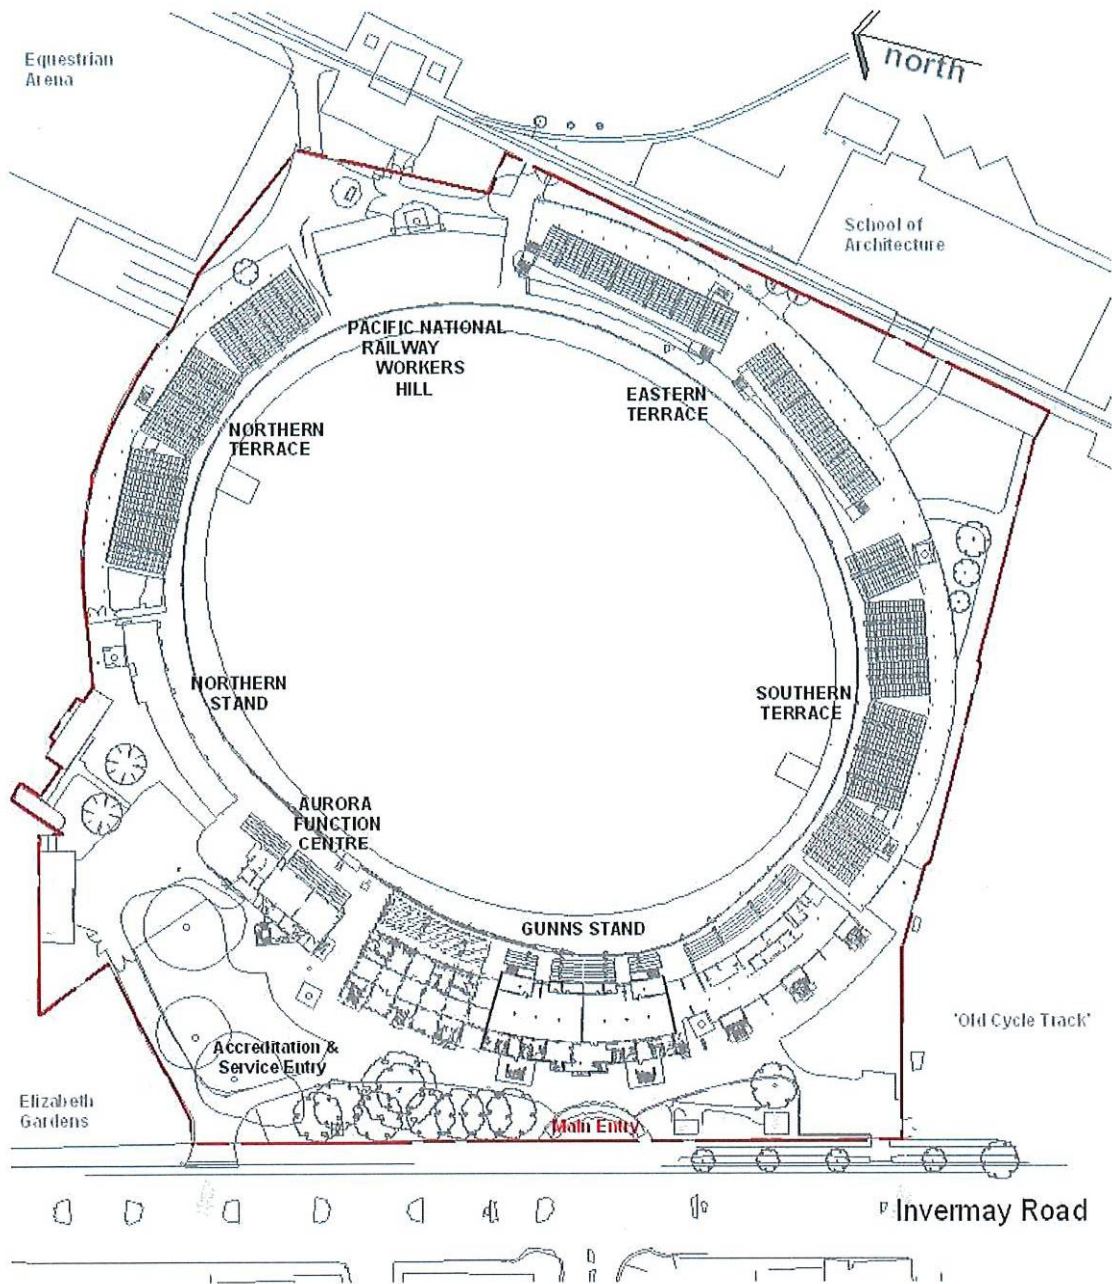 Equestrian
Arena
north
School of
Architecture
PACIFIC NATIONAL
RAILWAY
WORKERS
HILL
EASTERN
TERRACE
NORTHERN
TERRACE
NORTHERN
STAND
SOUTHERN
TERRACE
AURORA
FUNCTION
CENTRE
GUNNS STAND
'Old Cycle Track'
Accreditation &
Service Entry
Elizabeth
Gardens
Main Entry
Invermay Road